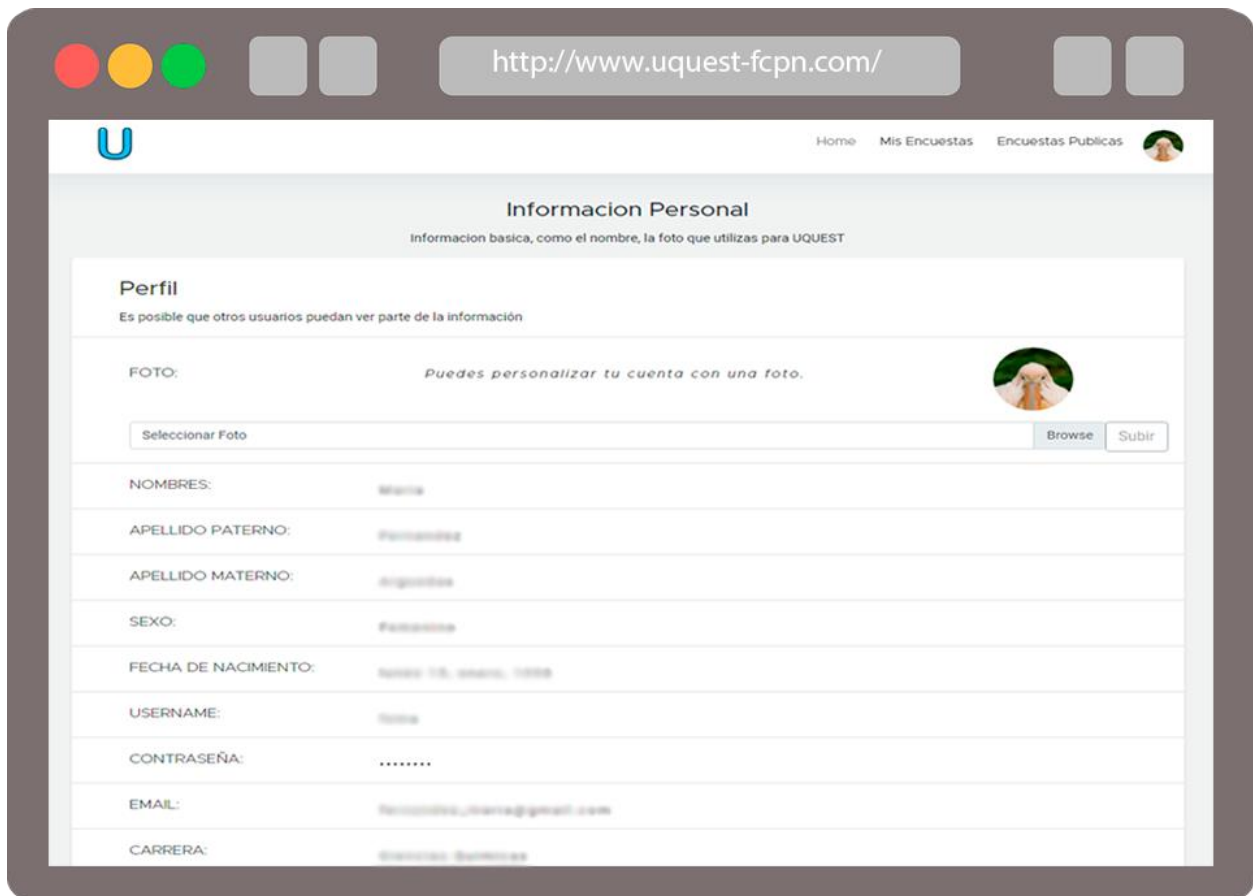 http://www.uquest-fcpn.com/
U
Home Mis Encuestas Encuestas Publicas
Informacion Personal
Informacion basica, como el nombre, la foto que utilizas para UQUEST
Perfil
Es posible que otros usuarios puedan ver parte de la información
FOTO: Puedes personalizar tu cuenta con una foto.
Seleccionar Foto Browse Subir
NOMBRES:
APELLIDO PATERNO:
APELLIDO MATERNO:
SEXO:
FECHA DE NACIMIENTO:
USERNAME:
CONTRASEÑA: ........
EMAIL:
CARRERA: